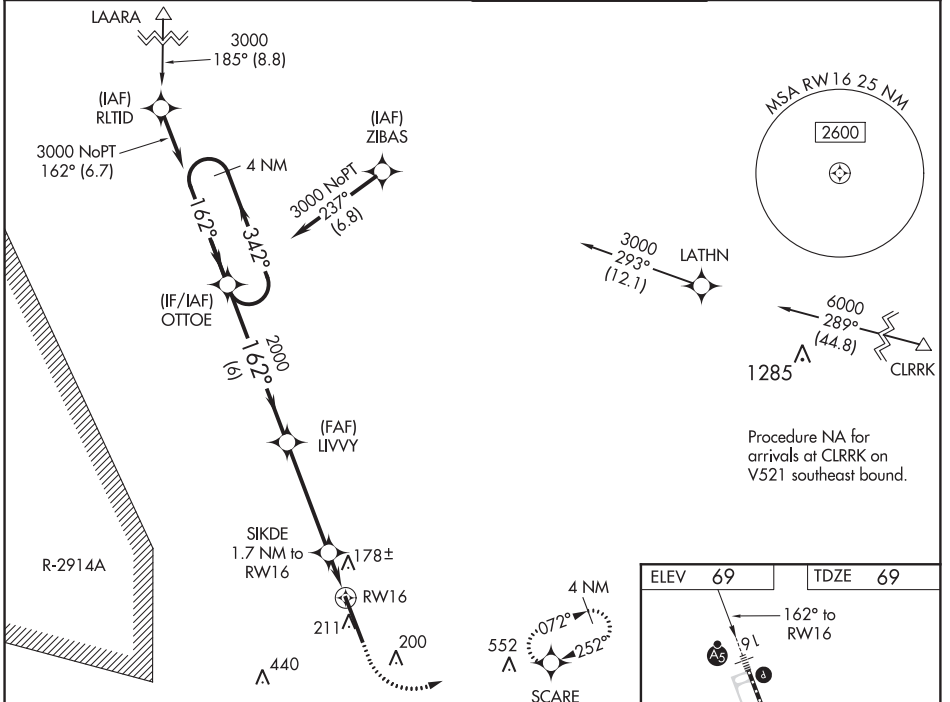 LAARA
3000
185° (8.8)
(IAF)
RLTID
3000 NoPT
162° (6.7)
4 NM
(IAF)
ZIBAS
3000 NoPT
237°
(6.8)
MSA RW16 25 NM
2600
162°
342°
(IF/IAF)
OTTOE
3000
293°
(12.1)
LATHN
6000
289°
(44.8)
CLRRK
1285
2000
162°
(6)
(FAF)
LIVVY
Procedure NA for
arrivals at CLRRK on
V521 southeast bound.
R-2914A
SIKDE
1.7 NM to
RW16
178±
RW16
211
200
440
552
4 NM
072°
252°
SCARE
ELEV 69
TDZE 69
162° to
RW16
16
A5